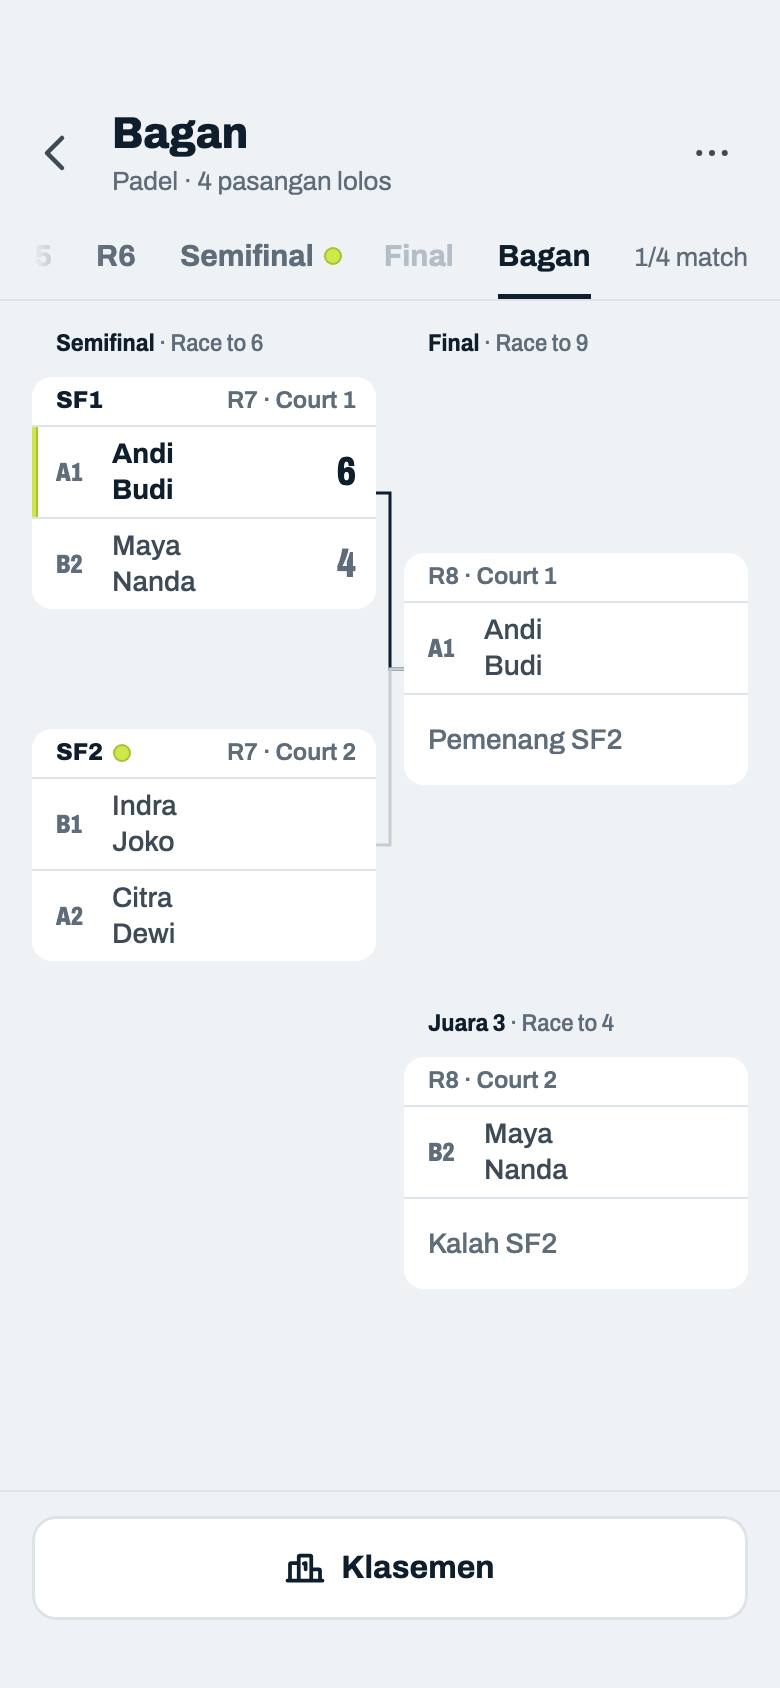 Bagan
Padel · 4 pasangan lolos
5 R6 Semifinal Final Bagan 1/4 match
Semifinal · Race to 6
SF1 R7 · Court 1
A1 Andi Budi 6
B2 Maya Nanda 4
SF2 R7 · Court 2
B1 Indra Joko
A2 Citra Dewi
Final · Race to 9
R8 · Court 1
A1 Andi Budi
Pemenang SF2
Juara 3 · Race to 4
R8 · Court 2
B2 Maya Nanda
Kalah SF2
Klasemen